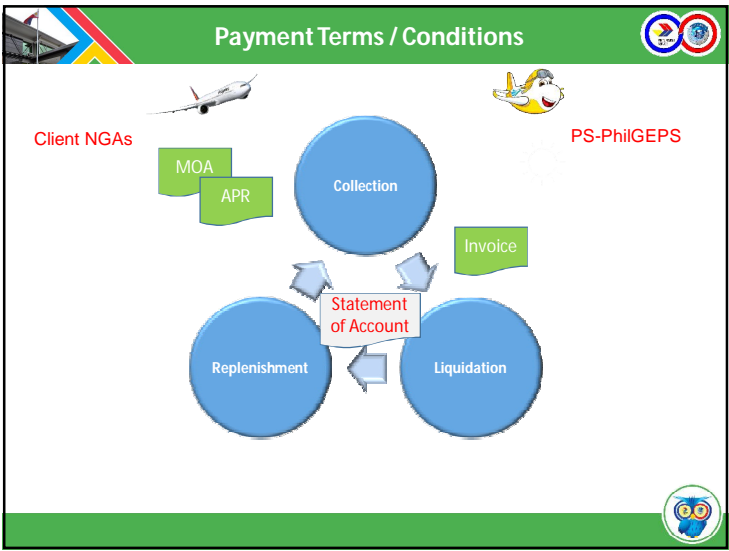 Payment Terms / Conditions
Client NGAs
PS-PhilGEPS
MOA
APR
Collection
Invoice
Statement
of Account
Replenishment
Liquidation